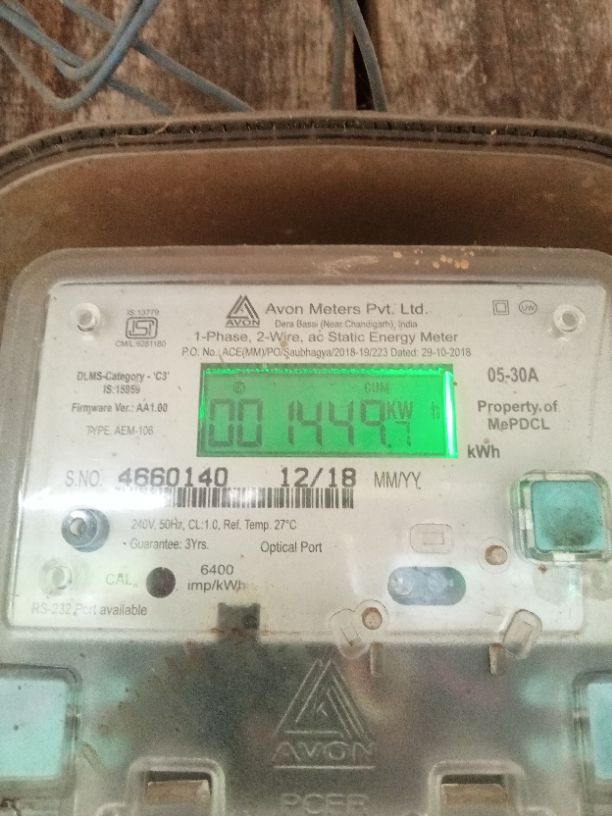 IS:13779
ISI
CM/L-9281180
AVON
Avon Meters Pvt. Ltd.
Dera Bassi (Near Chandigarh), India
1-Phase, 2-Wire, ac Static Energy Meter
P.O. No. ACE(MM)/PO/Saubhagya/2018-19/223 Dated: 29-10-2018
DLMS-Category - 'C3'
IS:15959
Firmware Ver.: AA1.00
TYPE. AEM-106
CUM
001449.7 KW h
kWh
05-30A
Property of
MePDCL
S.NO. 4660140 12/18 MM/YY
240V, 50Hz, CL:1.0, Ref. Temp. 27°C
• Guarantee: 3Yrs. Optical Port
CAL. 6400
imp/kWh
RS-232 Port available
AVON